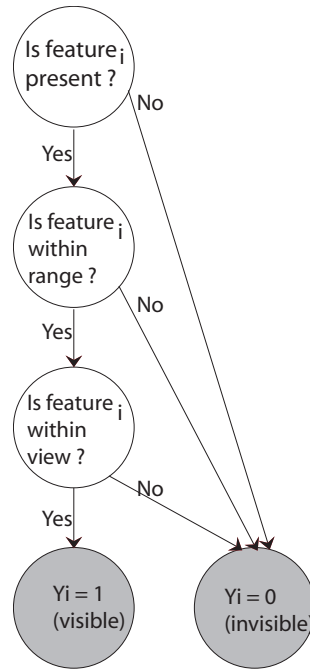 Is feature i
present ?
No
Yes
Is feature i
within
range ?
No
Yes
Is feature i
within
view ?
No
Yes
Yi = 1
(visible)
Yi = 0
(invisible)